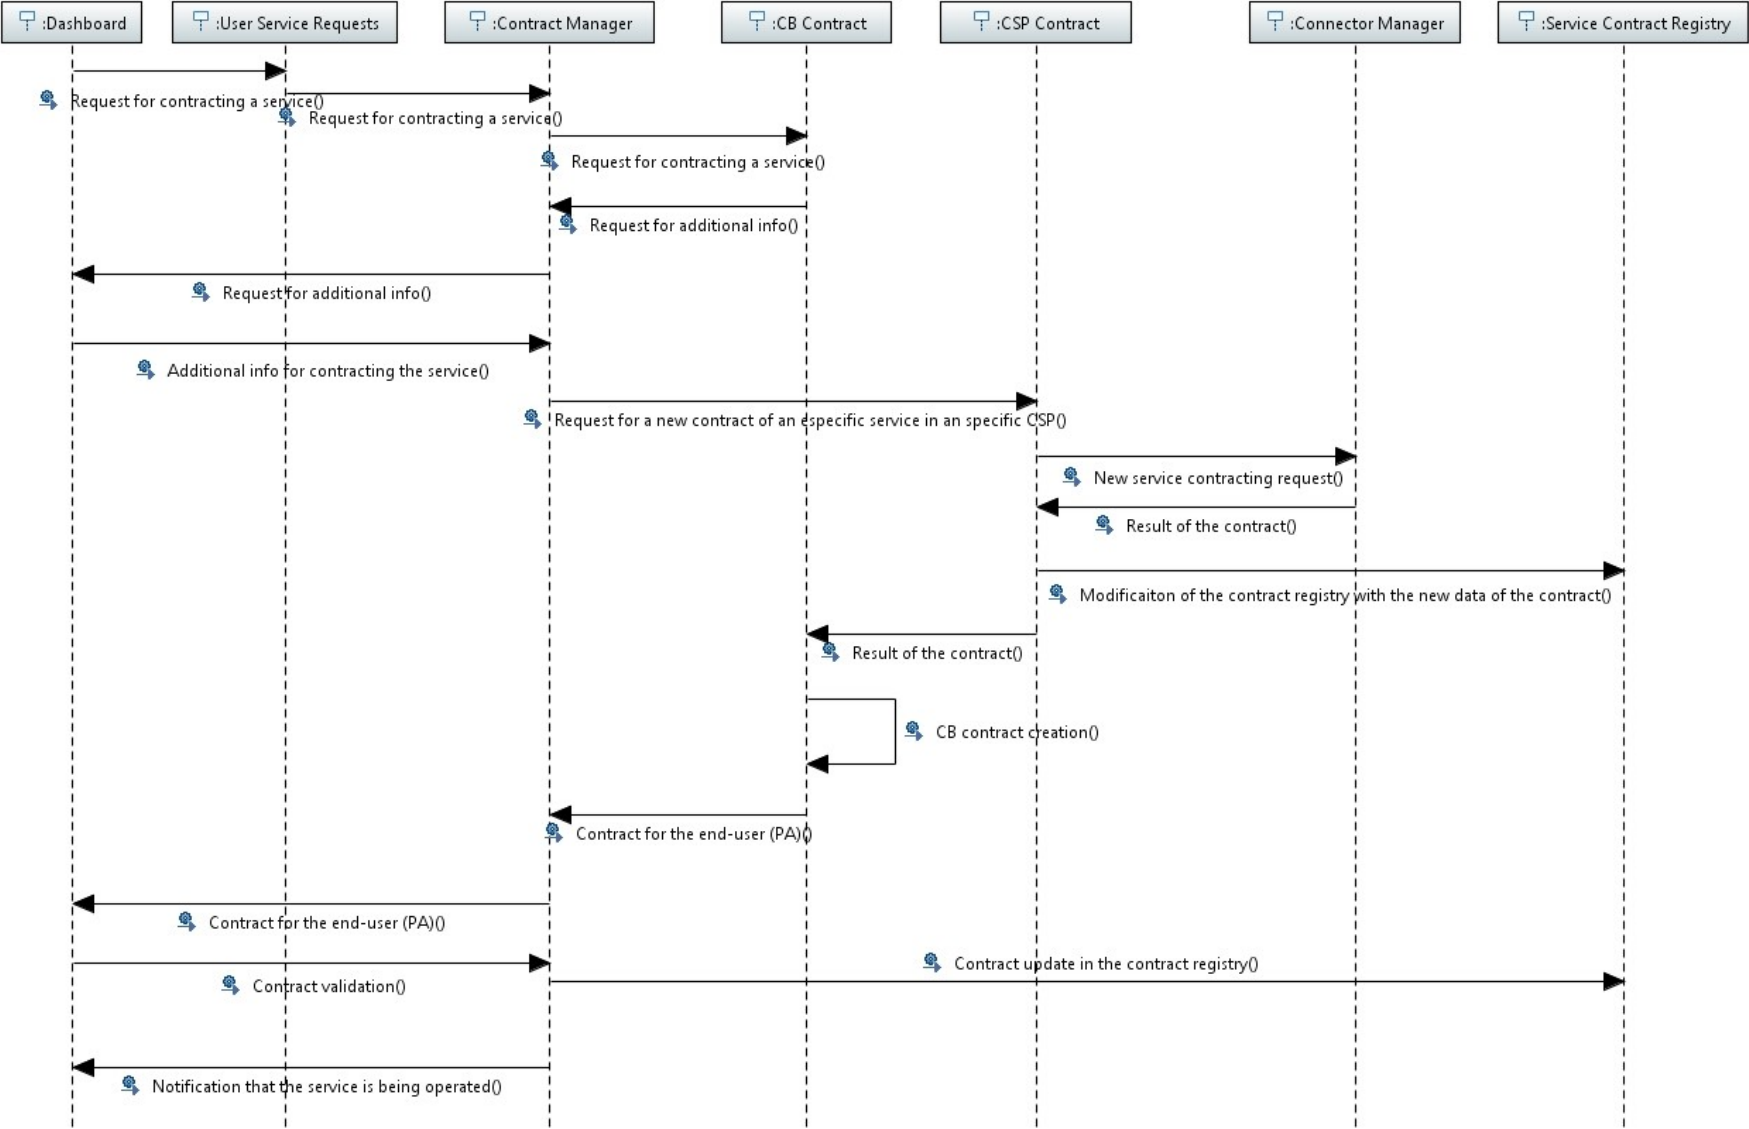 :Dashboard
:User Service Requests
:Contract Manager
:CB Contract
:CSP Contract
:Connector Manager
:Service Contract Registry
Request for contracting a service()
Request for contracting a service()
Request for contracting a service()
Request for additional info()
Request for additional info()
Additional info for contracting the service()
Request for a new contract of an especific service in an specific CSP()
New service contracting request()
Result of the contract()
Modificaiton of the contract registry with the new data of the contract()
Result of the contract()
CB contract creation()
Contract for the end-user (PA)()
Contract for the end-user (PA)()
Contract update in the contract registry()
Contract validation()
Notification that the service is being operated()